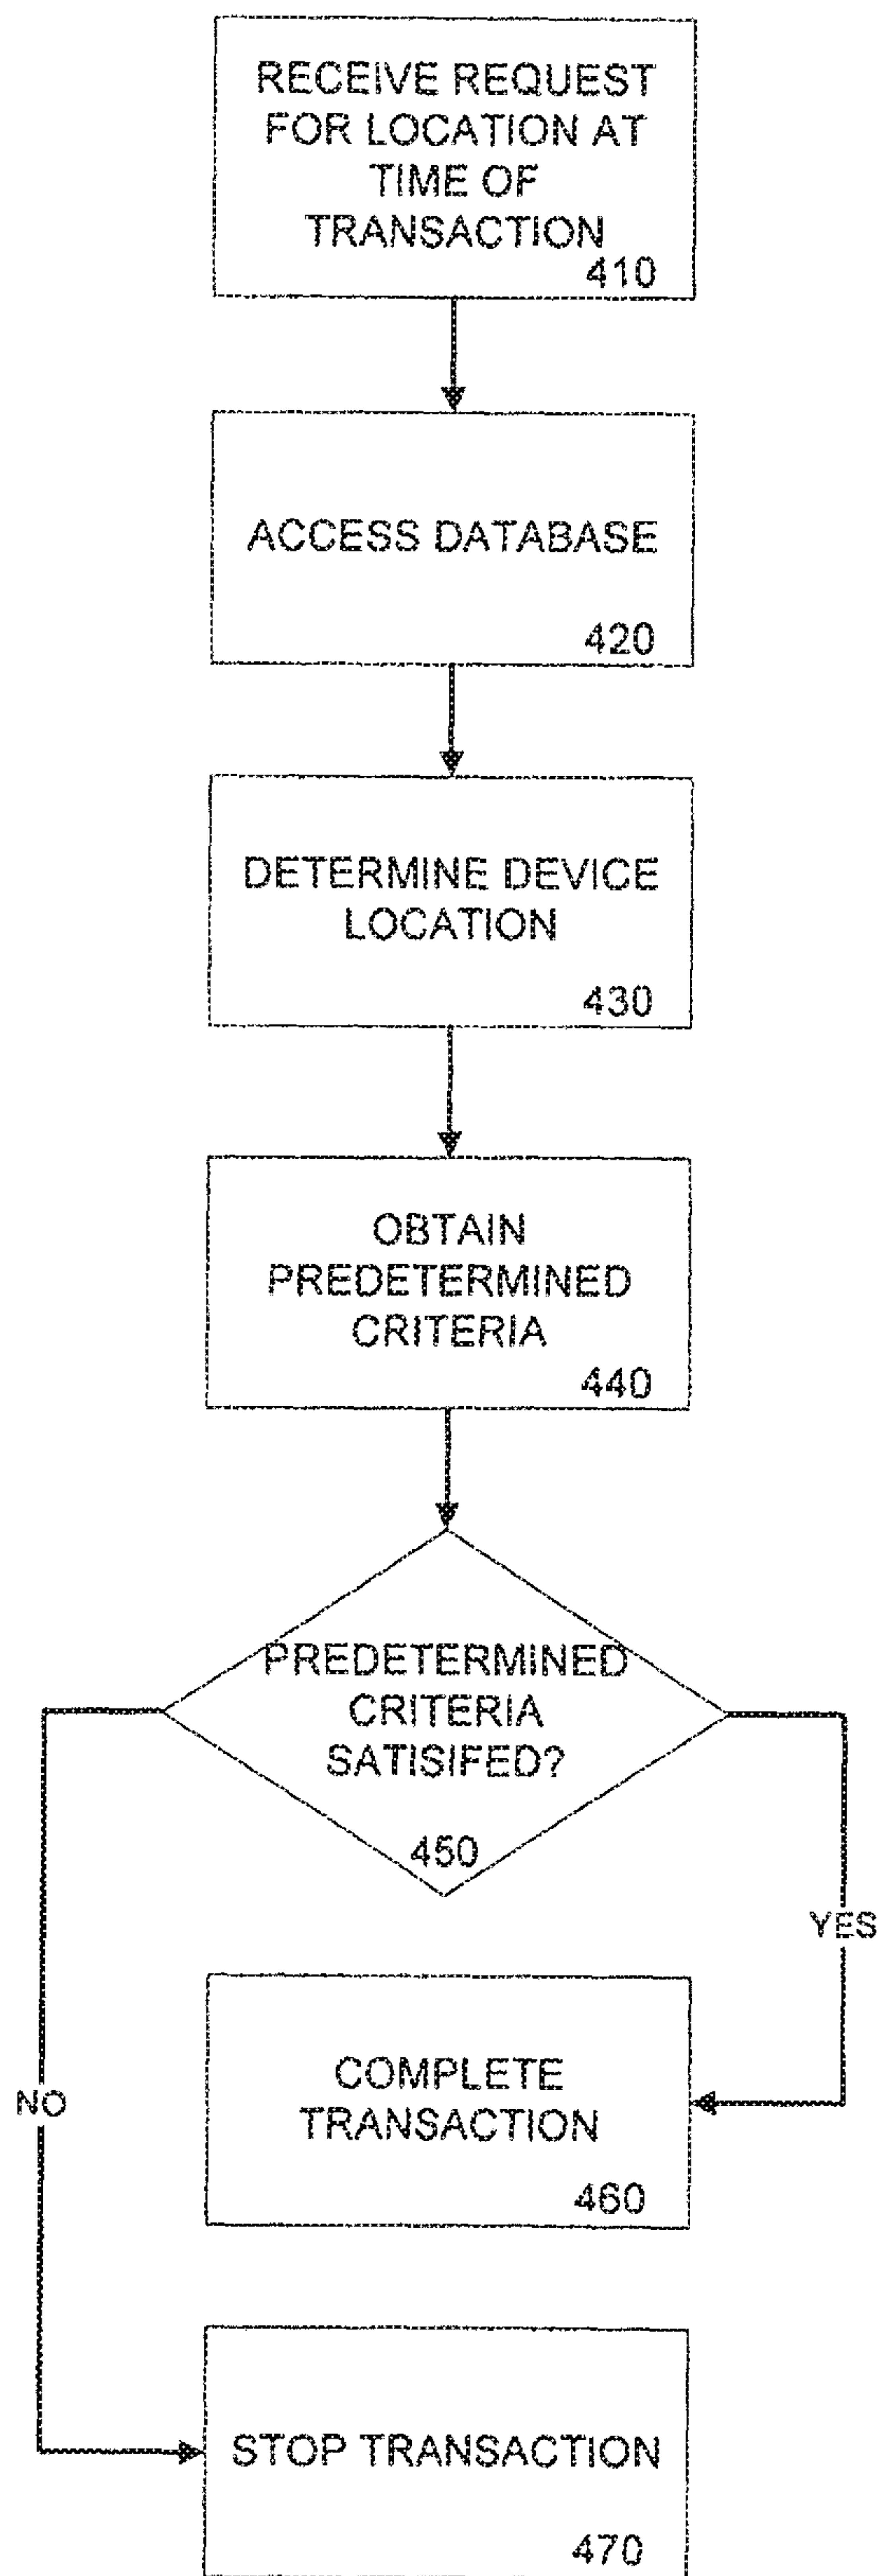 RECEIVE REQUEST
FOR LOCATION AT
TIME OF
TRANSACTION
410
ACCESS DATABASE
420
DETERMINE DEVICE
LOCATION
430
OBTAIN
PREDETERMINED
CRITERIA
440
PREDETERMINED
CRITERIA
SATISIFED?
450
YES
COMPLETE
TRANSACTION
460
NO
STOP TRANSACTION
470